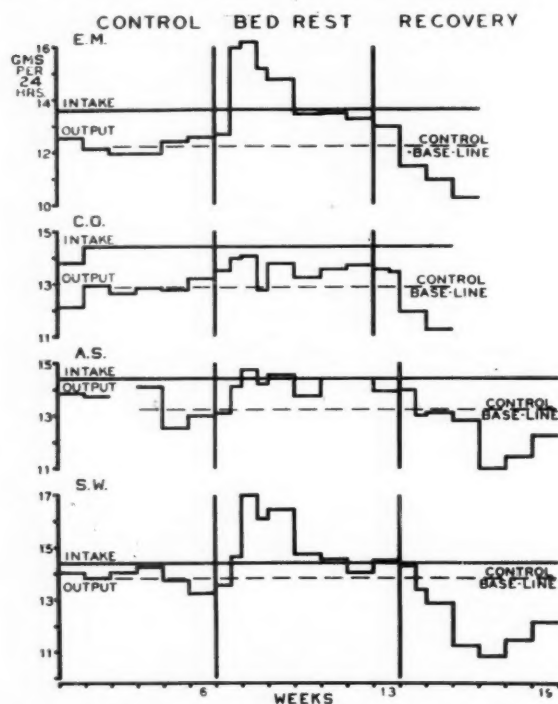 CONTROL BED REST RECOVERY
E.M.
GMS
PER
24
HRS.
16
14
12
10
INTAKE
OUTPUT
CONTROL
BASE-LINE
C.O.
15
13
11
INTAKE
OUTPUT
CONTROL
BASE-LINE
A.S.
15
13
11
INTAKE
OUTPUT
CONTROL
BASE-LINE
S.W.
17
15
13
11
INTAKE
OUTPUT
CONTROL
BASE-LINE
6 13 19
WEEKS